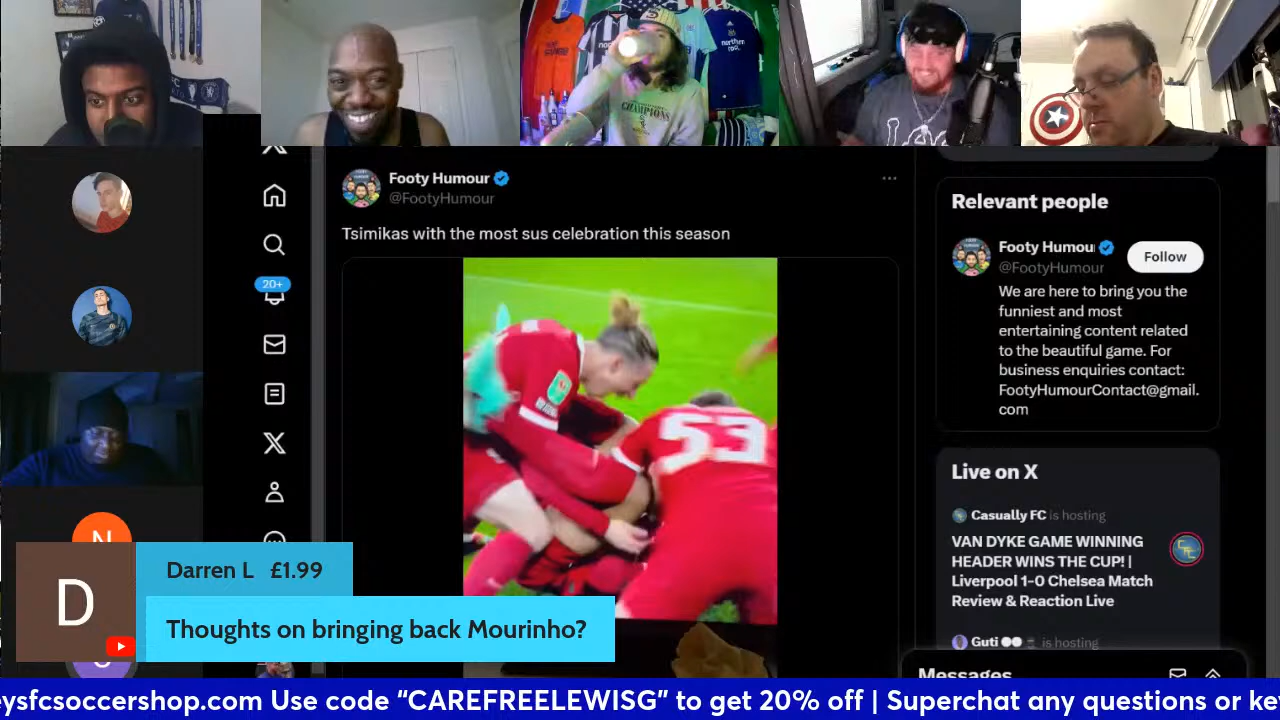 Footy Humour
@FootyHumour
Tsimikas with the most sus celebration this season
53
20+
Relevant people
Footy Humou
@FootyHumour
Follow
We are here to bring you the
funniest and most
entertaining content related
to the beautiful game. For
business enquiries contact:
FootyHumourContact@gmail.
com
Live on X
Casually FC is hosting
VAN DYKE GAME WINNING
HEADER WINS THE CUP! |
Liverpool 1-0 Chelsea Match
Review & Reaction Live
Guti is hosting
Messages
N
D
Darren L £1.99
Thoughts on bringing back Mourinho?
eysfcsoccershop.com Use code “CAREFREELEWISG” to get 20% off | Superchat any questions or ke